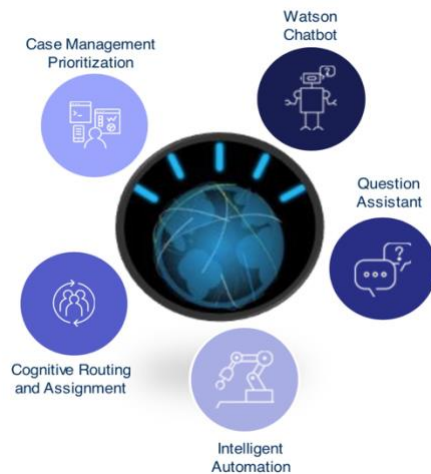 Watson
Chatbot
Case Management
Prioritization
Question
Assistant
Cognitive Routing
and Assignment
Intelligent
Automation